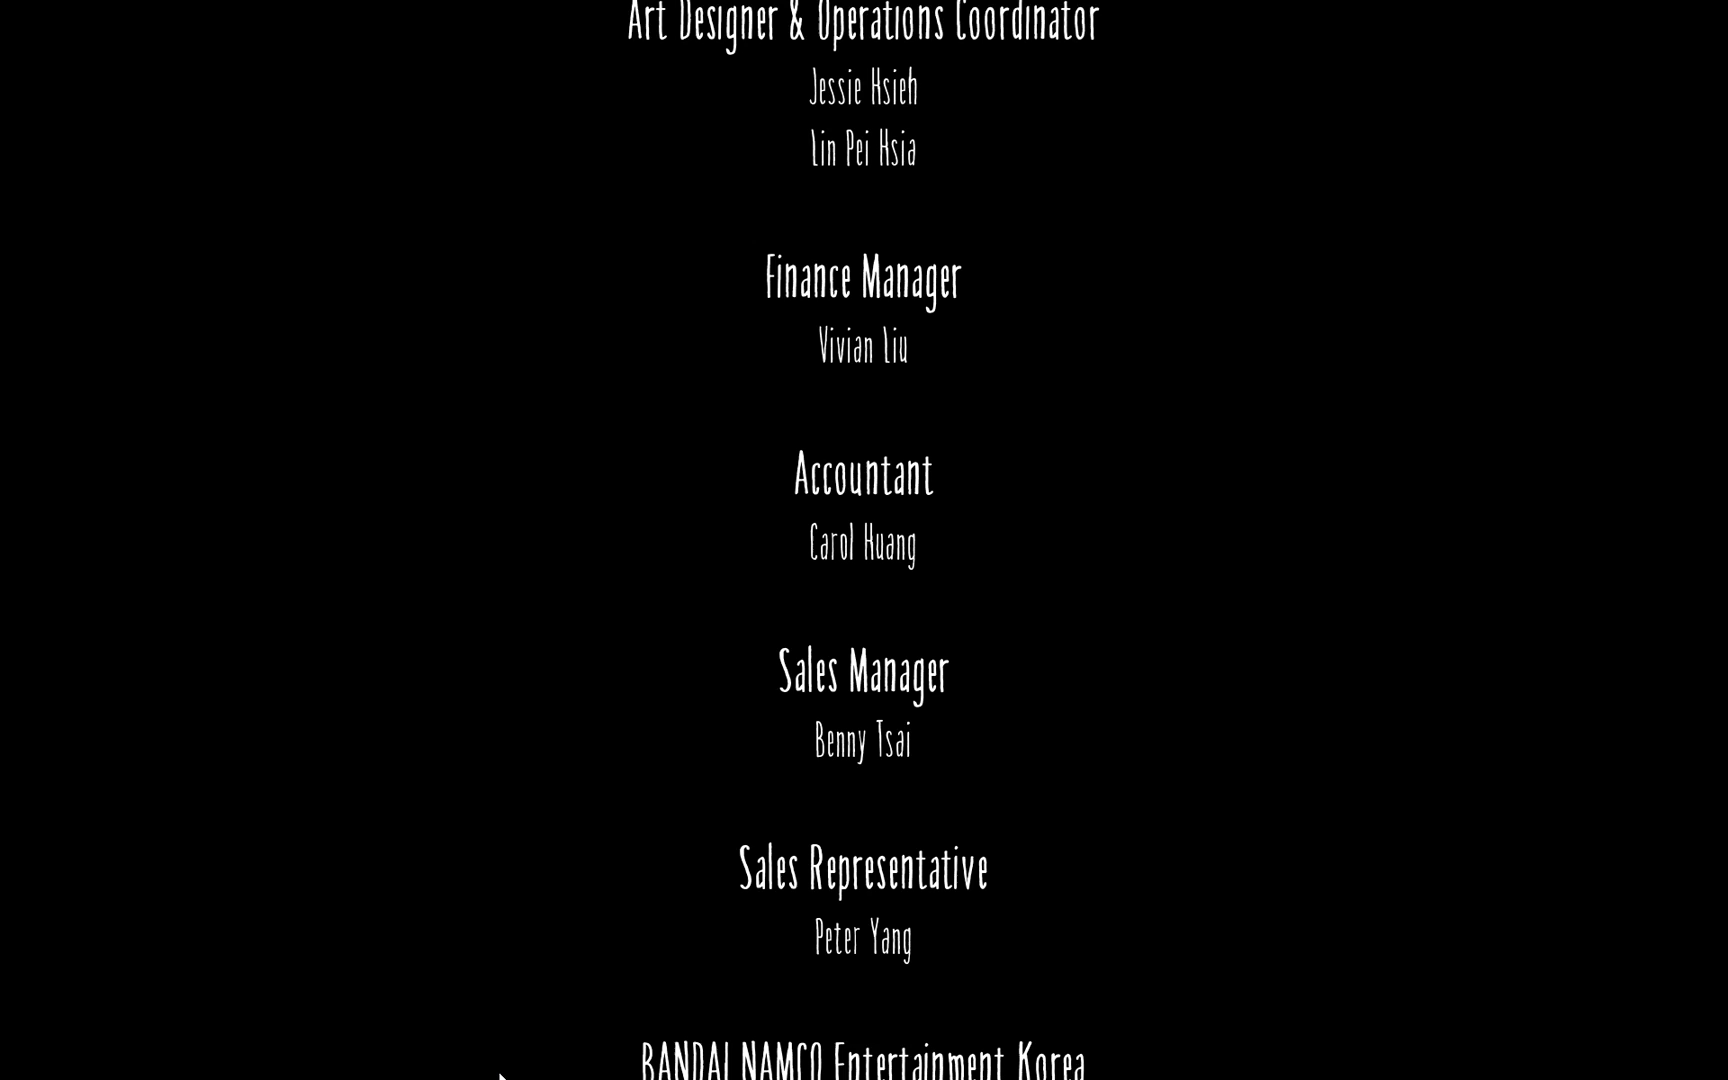 Art Designer & Operations Coordinator
Jessie Hsieh
Lin Pei Hsia
Finance Manager
Vivian Liu
Accountant
Carol Huang
Sales Manager
Benny Tsai
Sales Representative
Peter Yang
BANDAI NAMCO Entertainment Korea